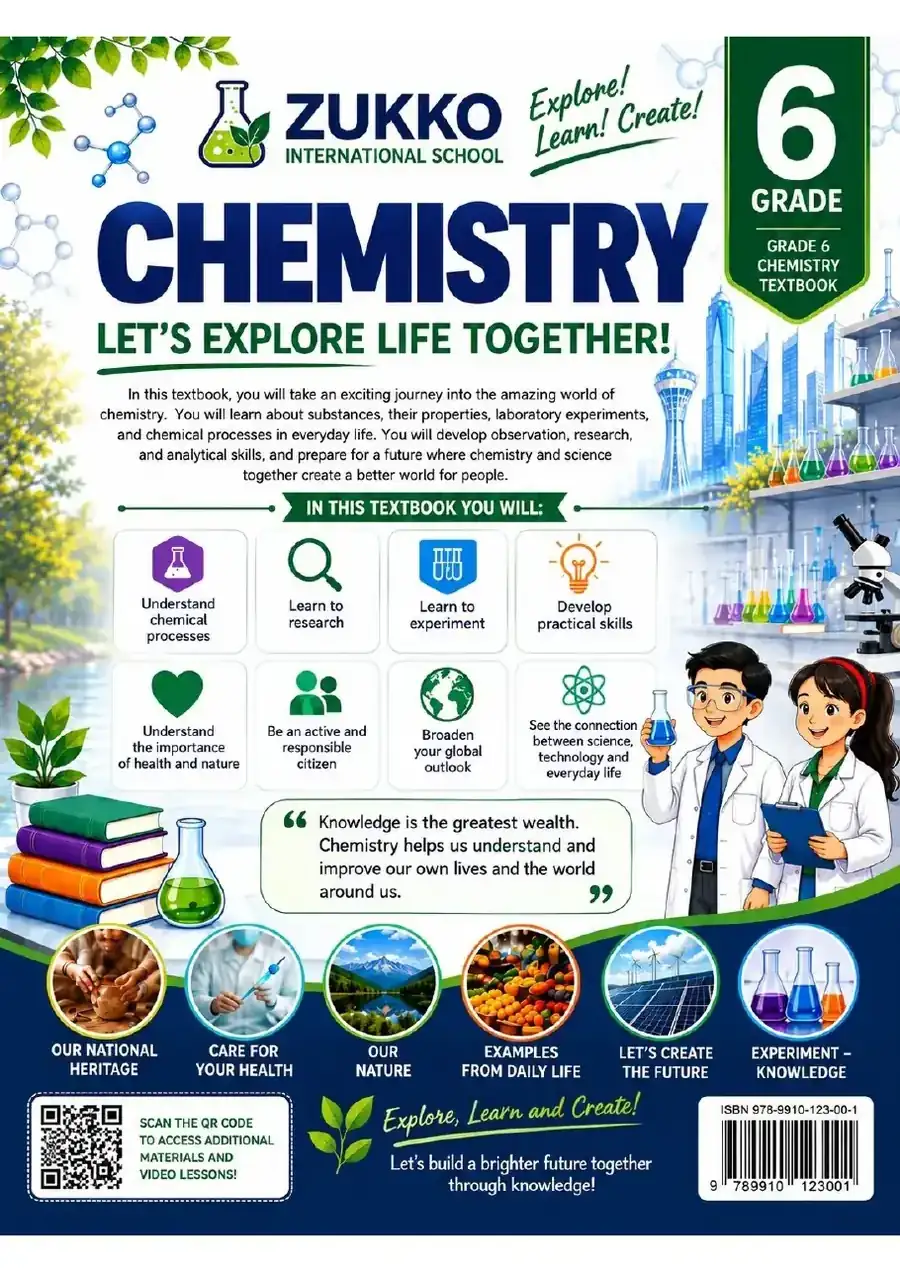 ZUKKO
INTERNATIONAL SCHOOL
Explore!
Learn! Create!
6
GRADE
GRADE 6
CHEMISTRY
TEXTBOOK
CHEMISTRY
LET'S EXPLORE LIFE TOGETHER!
In this textbook, you will take an exciting journey into the amazing world of
chemistry. You will learn about substances, their properties, laboratory experiments,
and chemical processes in everyday life. You will develop observation, research,
and analytical skills, and prepare for a future where chemistry and science
together create a better world for people.
IN THIS TEXTBOOK YOU WILL:
Understand
chemical
processes
Learn to
research
Learn to
experiment
Develop
practical skills
Understand
the importance
of health and nature
Be an active and
responsible
citizen
Broaden
your global
outlook
See the connection
between science,
technology and
everyday life
“ Knowledge is the greatest wealth.
Chemistry helps us understand and
improve our own lives and the world
around us. ”
OUR NATIONAL
HERITAGE
CARE FOR
YOUR HEALTH
OUR
NATURE
EXAMPLES
FROM DAILY LIFE
LET'S CREATE
THE FUTURE
EXPERIMENT –
KNOWLEDGE
SCAN THE QR CODE
TO ACCESS ADDITIONAL
MATERIALS AND
VIDEO LESSONS!
Explore, Learn and Create!
Let's build a brighter future together
through knowledge!
ISBN 978-9910-123-00-1
9 789910 123001